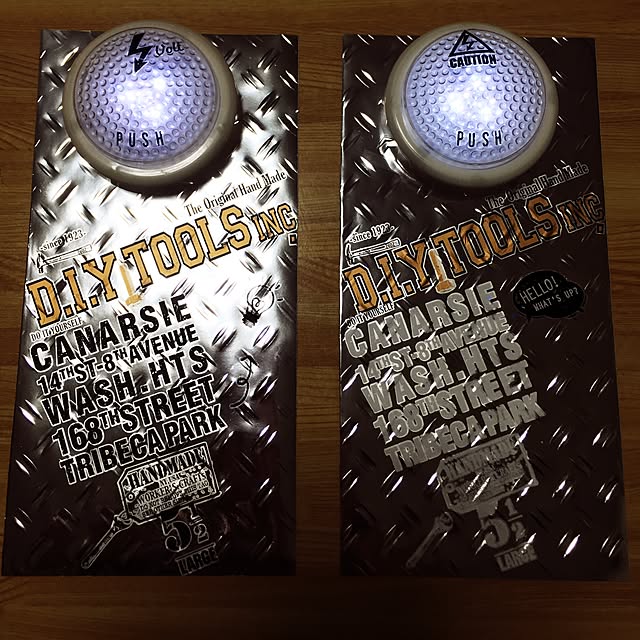 Volt
PUSH
The Original Hand Made
since 1923.
D.I.Y TOOLS INC.
DO IT YOURSELF
CANARSIE
14TH ST-8TH AVENUE
WASH.HTS
168TH STREET
TRIBECA PARK
HANDMADE
5 1/2
LARGE
CAUTION
PUSH
The Original Hand Made
since 1923.
D.I.Y TOOLS INC.
DO IT YOURSELF
HELLO!
WHAT'S UP?
CANARSIE
14TH ST-8TH AVENUE
WASH.HTS
168TH STREET
TRIBECA PARK
HANDMADE
5 1/2
LARGE